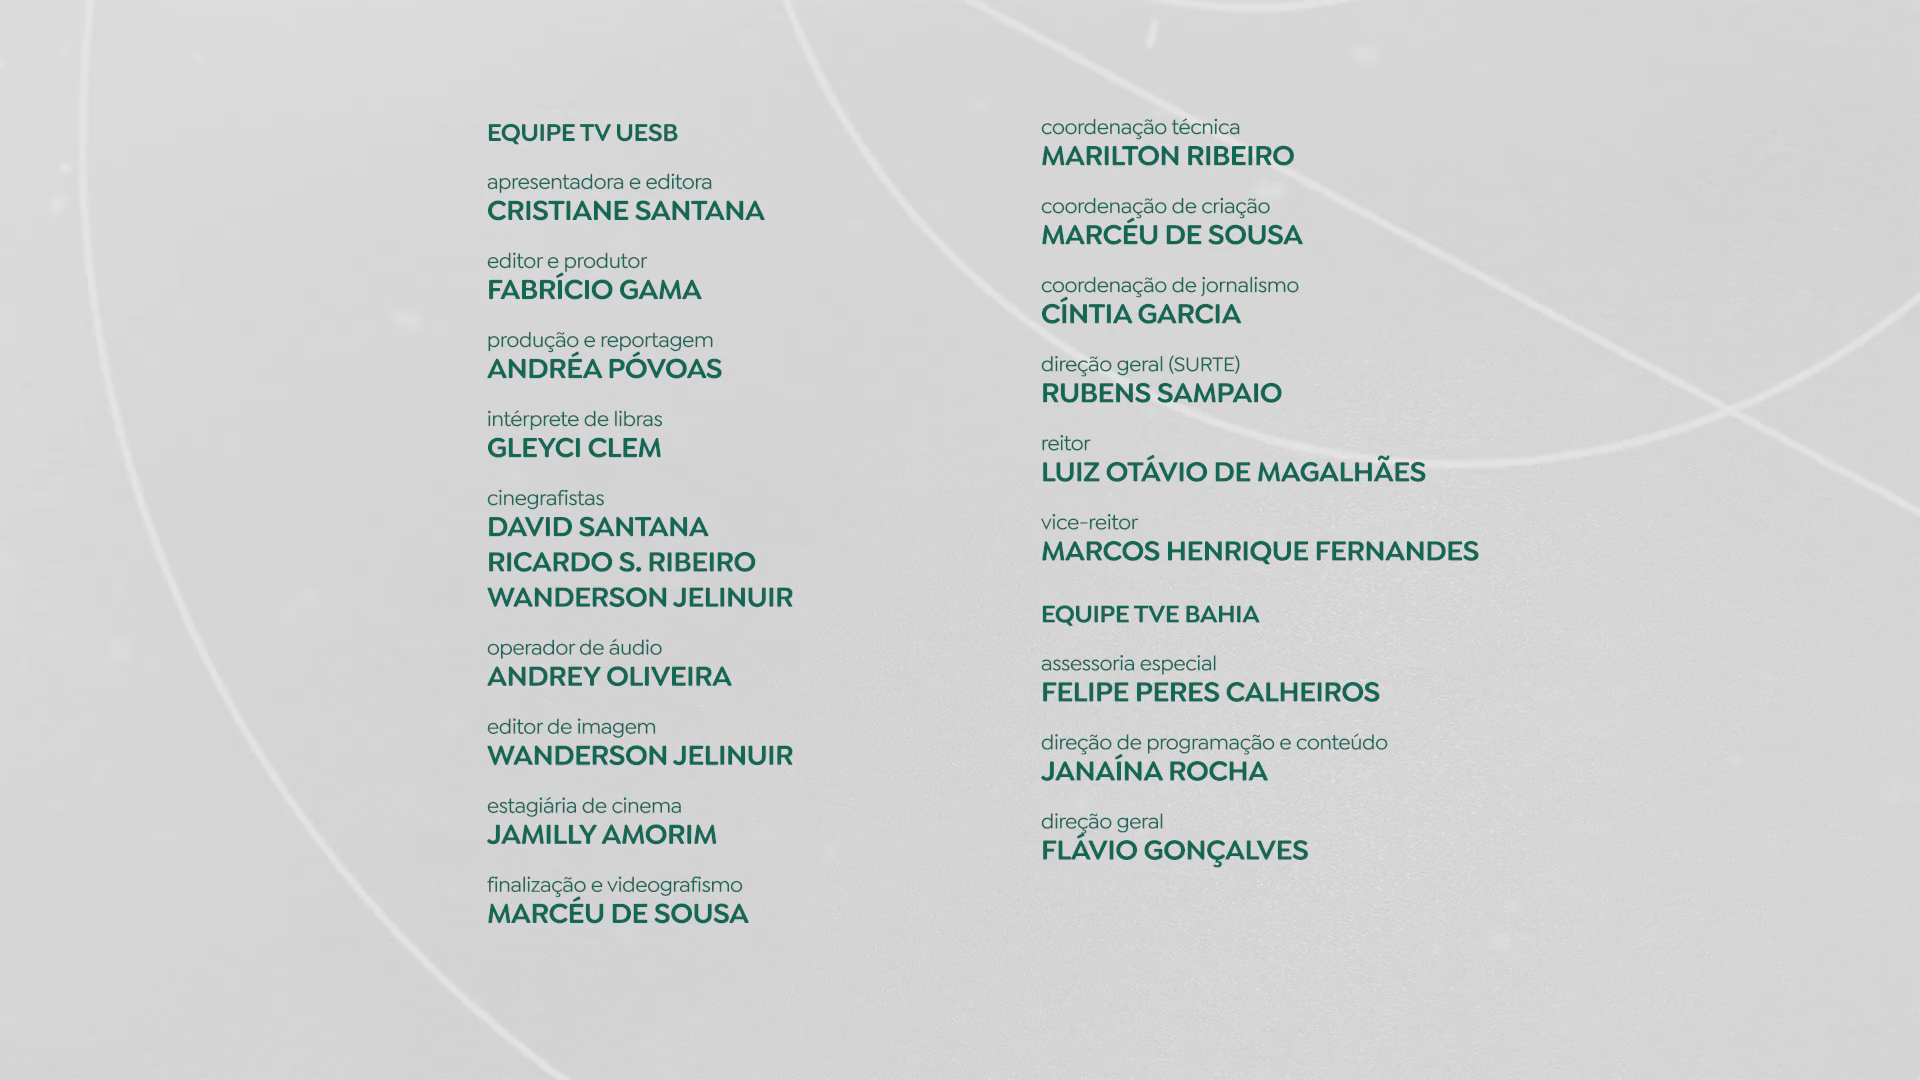 EQUIPE TV UESB
apresentadora e editora
CRISTIANE SANTANA
editor e produtor
FABRÍCIO GAMA
produção e reportagem
ANDRÉA PÓVOAS
intérprete de libras
GLEYCI CLEM
cinegrafistas
DAVID SANTANA
RICARDO S. RIBEIRO
WANDERSON JELINUIR
operador de áudio
ANDREY OLIVEIRA
editor de imagem
WANDERSON JELINUIR
estagiária de cinema
JAMILLY AMORIM
finalização e videografismo
MARCÉU DE SOUSA
coordenação técnica
MARILTON RIBEIRO
coordenação de criação
MARCÉU DE SOUSA
coordenação de jornalismo
CÍNTIA GARCIA
direção geral (SURTE)
RUBENS SAMPAIO
reitor
LUIZ OTÁVIO DE MAGALHÃES
vice-reitor
MARCOS HENRIQUE FERNANDES
EQUIPE TVE BAHIA
assessoria especial
FELIPE PERES CALHEIROS
direção de programação e conteúdo
JANAÍNA ROCHA
direção geral
FLÁVIO GONÇALVES